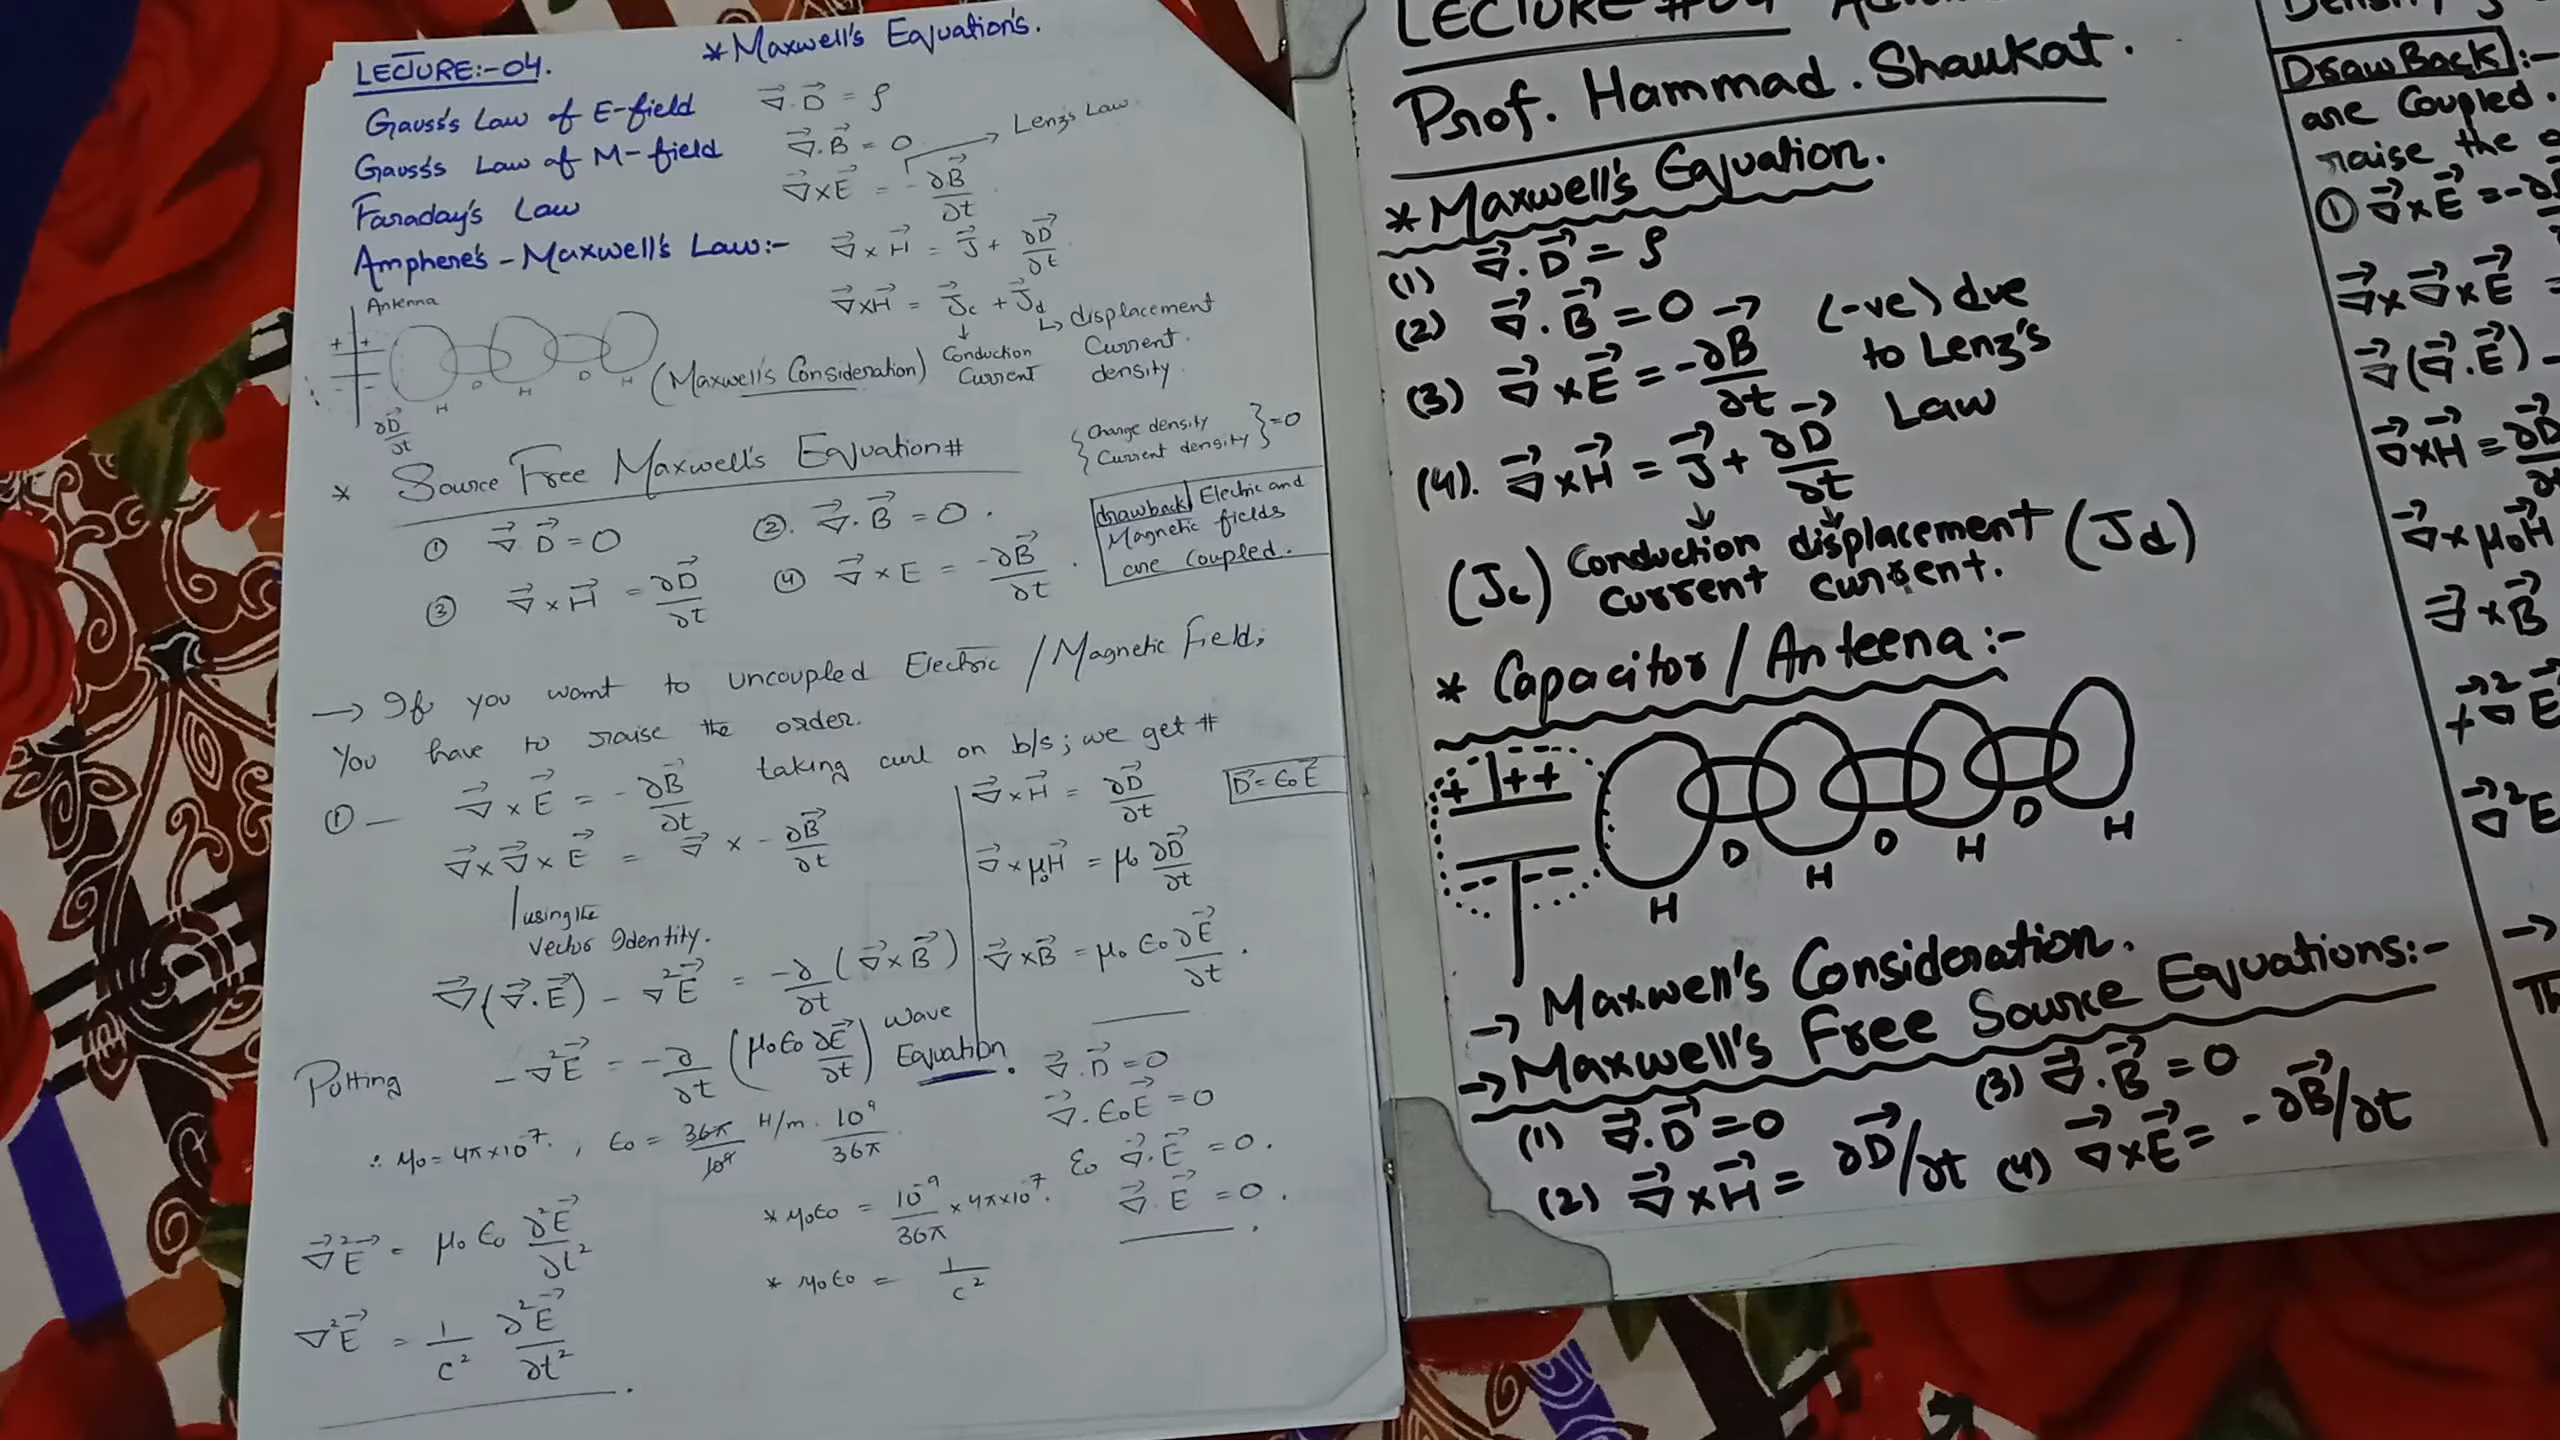 LECTURE:-04.
*Maxwell's Equation's.
Gauss's Law of E-field ∇⃗.D⃗ = ρ
Gauss's Law of M-field ∇⃗.B⃗ = 0 → Lenz's Law.
Faraday's Law ∇⃗×E⃗ = -∂B⃗/∂t
Amphere's-Maxwell's Law:- ∇⃗×H⃗ = J⃗ + ∂D⃗/∂t
∇⃗×H⃗ = J⃗c + J⃗d
Conduction Current
↳ displacement Current density.
Antenna
+ +
- -
H D H D H
∂D⃗/∂t
(Maxwell's Consideration)
* Source Free Maxwell's Equation#
{Charge density
Current density}=0
① ∇⃗.D⃗ = 0 ②. ∇⃗.B⃗ = 0.
③ ∇⃗×H⃗ = ∂D⃗/∂t ④ ∇⃗×E = -∂B⃗/∂t.
drawback Electric and
Magnetic fields
are coupled.
→ If you want to uncoupled Electric / Magnetic Field,
You have to raise the order.
taking curl on b/s; we get #
①- ∇⃗×E⃗ = -∂B⃗/∂t
∇⃗×∇⃗×E⃗ = ∇⃗×-∂B⃗/∂t
using the
Vector Identity.
∇⃗(∇⃗.E⃗) - ∇⃗²E⃗ = -∂/∂t (∇⃗×B⃗)
∇⃗×H⃗ = ∂D⃗/∂t
D⃗=ε₀E⃗
∇⃗×μ₀H⃗ = μ₀ ∂D⃗/∂t
∇⃗×B⃗ = μ₀ε₀ ∂E⃗/∂t.
Putting -∇²E⃗ = -∂/∂t (μ₀ε₀ ∂E⃗/∂t) Wave Equation.
∇⃗.D⃗ = 0
∇⃗.ε₀E⃗ = 0
ε₀ ∇⃗.E⃗ = 0.
∇⃗.E⃗ = 0.
∴ μ₀=4π×10⁻⁷, ε₀ = 36π/10⁹ H/m. 10⁹/36π
*μ₀ε₀ = 10⁻⁹/36π × 4π×10⁻⁷.
* μ₀ε₀ = 1/c²
∇⃗²E⃗ = μ₀ε₀ ∂²E⃗/∂t²
∇²E⃗ = 1/c² ∂²E⃗/∂t²
LECTURE #04
Prof. Hammad. Shaukat.
*Maxwell's Equation.
(1) ∇⃗.D⃗ = ρ
(2) ∇⃗.B⃗ = 0
(3) ∇⃗×E⃗ = -∂B⃗/∂t (-ve) due
to Lenz's
Law
(4). ∇⃗×H⃗ = J⃗ + ∂D⃗/∂t
(Jc) Conduction current displacement current. (Jd)
* Capacitor/Anteena:-
+ ++
-- --
H D H D H D H
→ Maxwell's Consideration.
→ Maxwell's Free Source Equations:-
(1) ∇⃗.D⃗=0 (3) ∇⃗.B⃗=0
(2) ∇⃗×H⃗ = ∂D⃗/∂t (4) ∇⃗×E⃗ = -∂B⃗/∂t
DrawBack:-
are Coupled.
raise the
① ∇⃗×E⃗ = -∂
∇⃗×∇⃗×E⃗ =
∇⃗(∇⃗.E⃗) -
∇⃗×H⃗ = ∂D⃗
∇⃗×μ₀H
×B⃗
+∇⃗²E
∇⃗²E
→